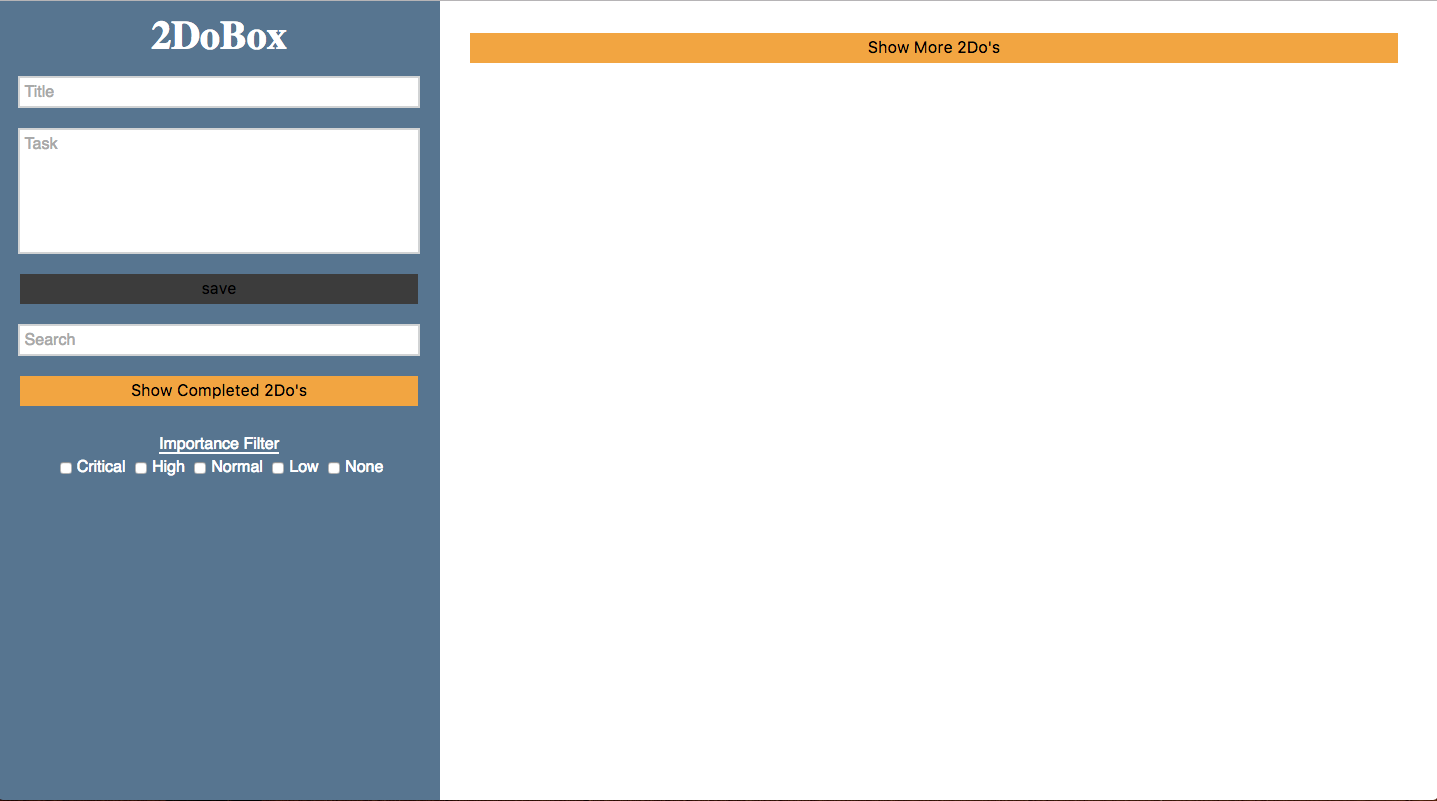 2DoBox
Title
Task
save
Search
Show Completed 2Do's
Importance Filter
Critical High Normal Low None
Show More 2Do's